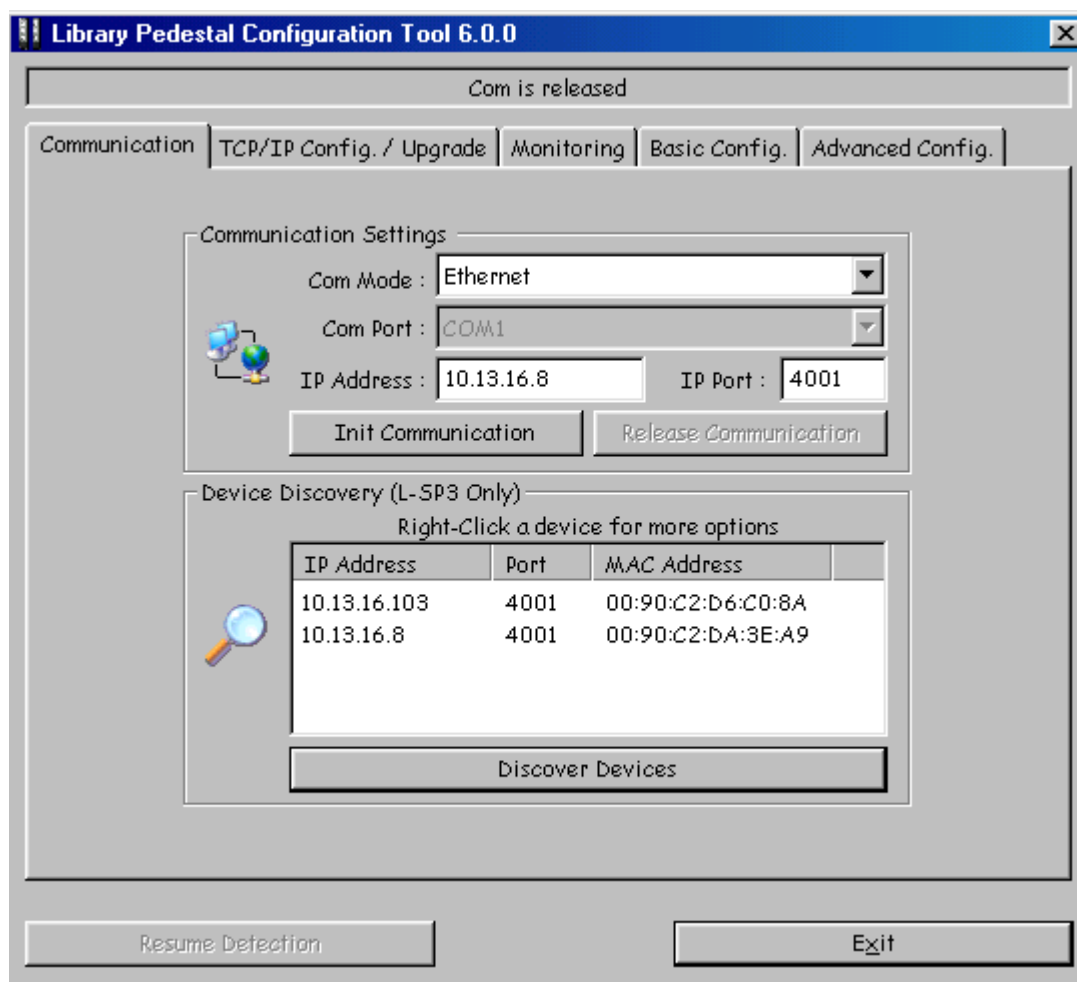 Library Pedestal Configuration Tool 6.0.0
Com is released
Communication TCP/IP Config. / Upgrade Monitoring Basic Config. Advanced Config.
Communication Settings
Com Mode : Ethernet
Com Port : COM1
IP Address : 10.13.16.8 IP Port : 4001
Init Communication Release Communication
Device Discovery (L-SP3 Only)
Right-Click a device for more options
IP Address Port MAC Address
10.13.16.103 4001 00:90:C2:D6:C0:8A
10.13.16.8 4001 00:90:C2:DA:3E:A9
Discover Devices
Resume Detection Exit